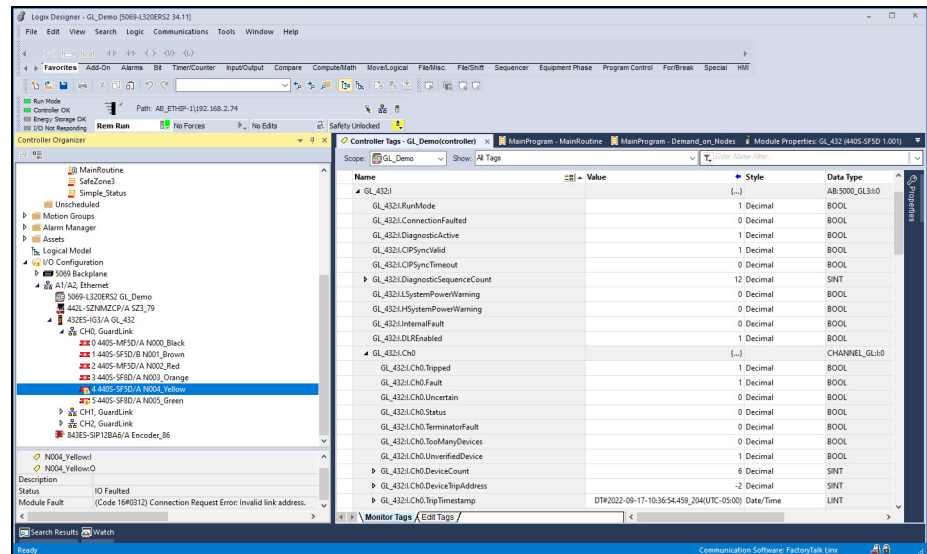 Logix Designer - GL_Demo [5069-L320ERS2 34.11]
File Edit View Search Logic Communications Tools Window Help
Favorites Add-On Alarms Bit Timer/Counter Input/Output Compare Compute/Math Move/Logical File/Misc. File/Shift Sequencer Equipment Phase Program Control For/Break Special HMI
Run Mode
Controller OK
Energy Storage OK
I/O Not Responding
Path: AB_ETHIP-1\192.168.2.74
Rem Run No Forces No Edits Safety Unlocked
Controller Organizer
MainRoutine
SafeZone3
Simple_Status
Unscheduled
Motion Groups
Alarm Manager
Assets
Logical Model
I/O Configuration
5069 Backplane
A1/A2, Ethernet
5069-L320ERS2 GL_Demo
442L-SZNMZCP/A SZ3_79
432ES-IG3/A GL_432
CH0, GuardLink
0 440S-MF5D/A N000_Black
1 440S-SF5D/B N001_Brown
2 440S-MF5D/A N002_Red
3 440S-SF8D/A N003_Orange
4 440S-SF5D/A N004_Yellow
5 440S-SF8D/A N005_Green
CH1, GuardLink
CH2, GuardLink
843ES-SIP12BA6/A Encoder_86
N004_Yellow:I
N004_Yellow:O
Description
Status IO Faulted
Module Fault (Code 16#0312) Connection Request Error: Invalid link address.
Controller Tags - GL_Demo(controller) MainProgram - MainRoutine MainProgram - Demand_on_Nodes Module Properties: GL_432 (440S-SF5D 1.001)
Scope: GL_Demo Show: All Tags Enter Name Filter...
Name Value Style Data Type
GL_432:I {...} AB:5000_GL3:I:0
GL_432:I.RunMode 1 Decimal BOOL
GL_432:I.ConnectionFaulted 0 Decimal BOOL
GL_432:I.DiagnosticActive 1 Decimal BOOL
GL_432:I.CIPSyncValid 1 Decimal BOOL
GL_432:I.CIPSyncTimeout 0 Decimal BOOL
GL_432:I.DiagnosticSequenceCount 12 Decimal SINT
GL_432:I.LSystemPowerWarning 0 Decimal BOOL
GL_432:I.HSystemPowerWarning 0 Decimal BOOL
GL_432:I.InternalFault 0 Decimal BOOL
GL_432:I.DLREnabled 1 Decimal BOOL
GL_432:I.Ch0 {...} CHANNEL_GL:I:0
GL_432:I.Ch0.Tripped 1 Decimal BOOL
GL_432:I.Ch0.Fault 1 Decimal BOOL
GL_432:I.Ch0.Uncertain 0 Decimal BOOL
GL_432:I.Ch0.Status 0 Decimal BOOL
GL_432:I.Ch0.TerminatorFault 0 Decimal BOOL
GL_432:I.Ch0.TooManyDevices 0 Decimal BOOL
GL_432:I.Ch0.UnverifiedDevice 1 Decimal BOOL
GL_432:I.Ch0.DeviceCount 6 Decimal SINT
GL_432:I.Ch0.DeviceTripAddress -2 Decimal SINT
GL_432:I.Ch0.TripTimestamp DT#2022-09-17-10:36:54.459_204(UTC-05:00) Date/Time LINT
Monitor Tags Edit Tags
Properties
Search Results Watch
Ready Communication Software: FactoryTalk Linx